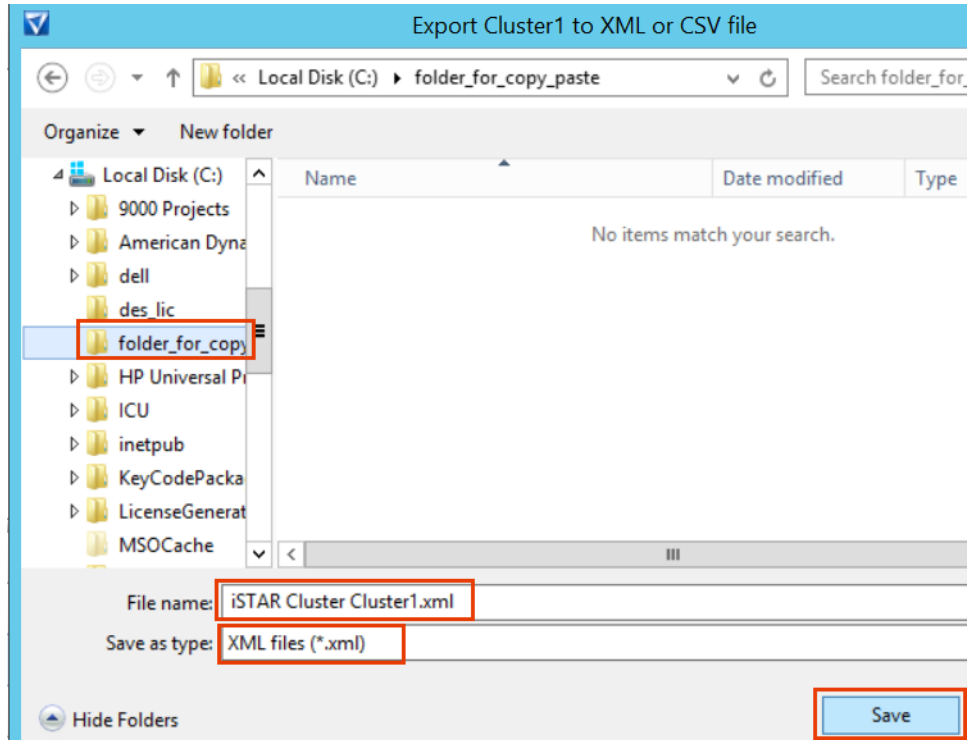 Export Cluster1 to XML or CSV file
« Local Disk (C:) folder_for_copy_paste
Search folder_for_
Organize New folder
Local Disk (C:)
Name Date modified Type
9000 Projects
American Dyna
No items match your search.
dell
des_lic
folder_for_copy
HP Universal Pr
ICU
inetpub
KeyCodePacka
LicenseGenerat
MSOCache
File name: iSTAR Cluster Cluster1.xml
Save as type: XML files (*.xml)
Hide Folders Save